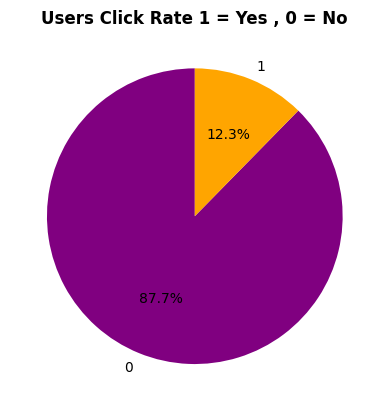 Users Click Rate 1 = Yes , 0 = No
1
12.3%
87.7%
0